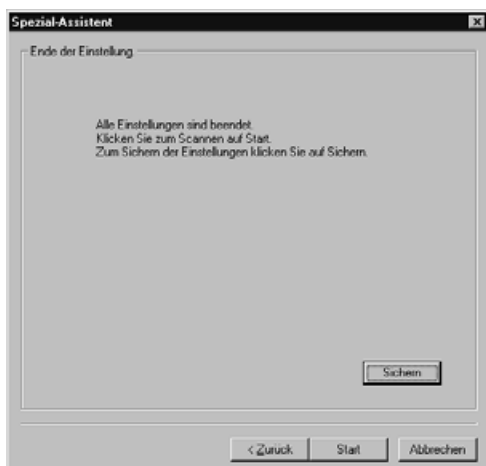 Spezial-Assistent
Ende der Einstellung
Alle Einstellungen sind beendet.
Klicken Sie zum Scannen auf Start.
Zum Sichern der Einstellungen klicken Sie auf Sichern.
Sichern
< Zurück
Start
Abbrechen